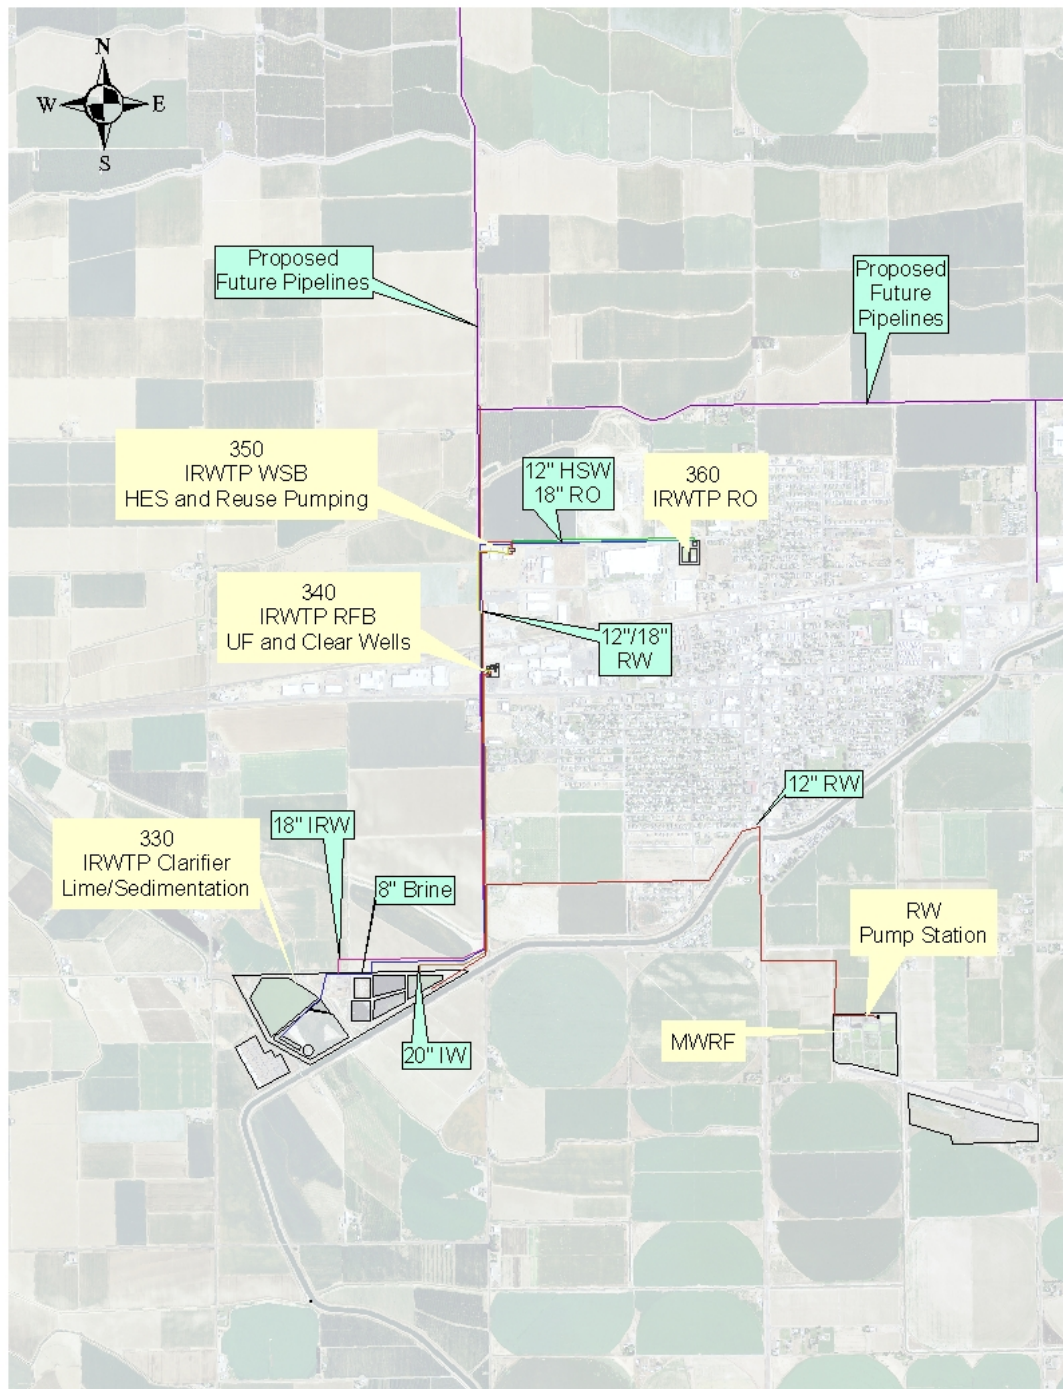 N
W E
S
Proposed
Future Pipelines
Proposed
Future
Pipelines
350
IRWTP WSB
HES and Reuse Pumping
12" HSW
18" RO
360
IRWTP RO
340
IRWTP RFB
UF and Clear Wells
12"/18"
RW
12" RW
18" IRW
330
IRWTP Clarifier
Lime/Sedimentation
8" Brine
RW
Pump Station
MWRF
20" IW